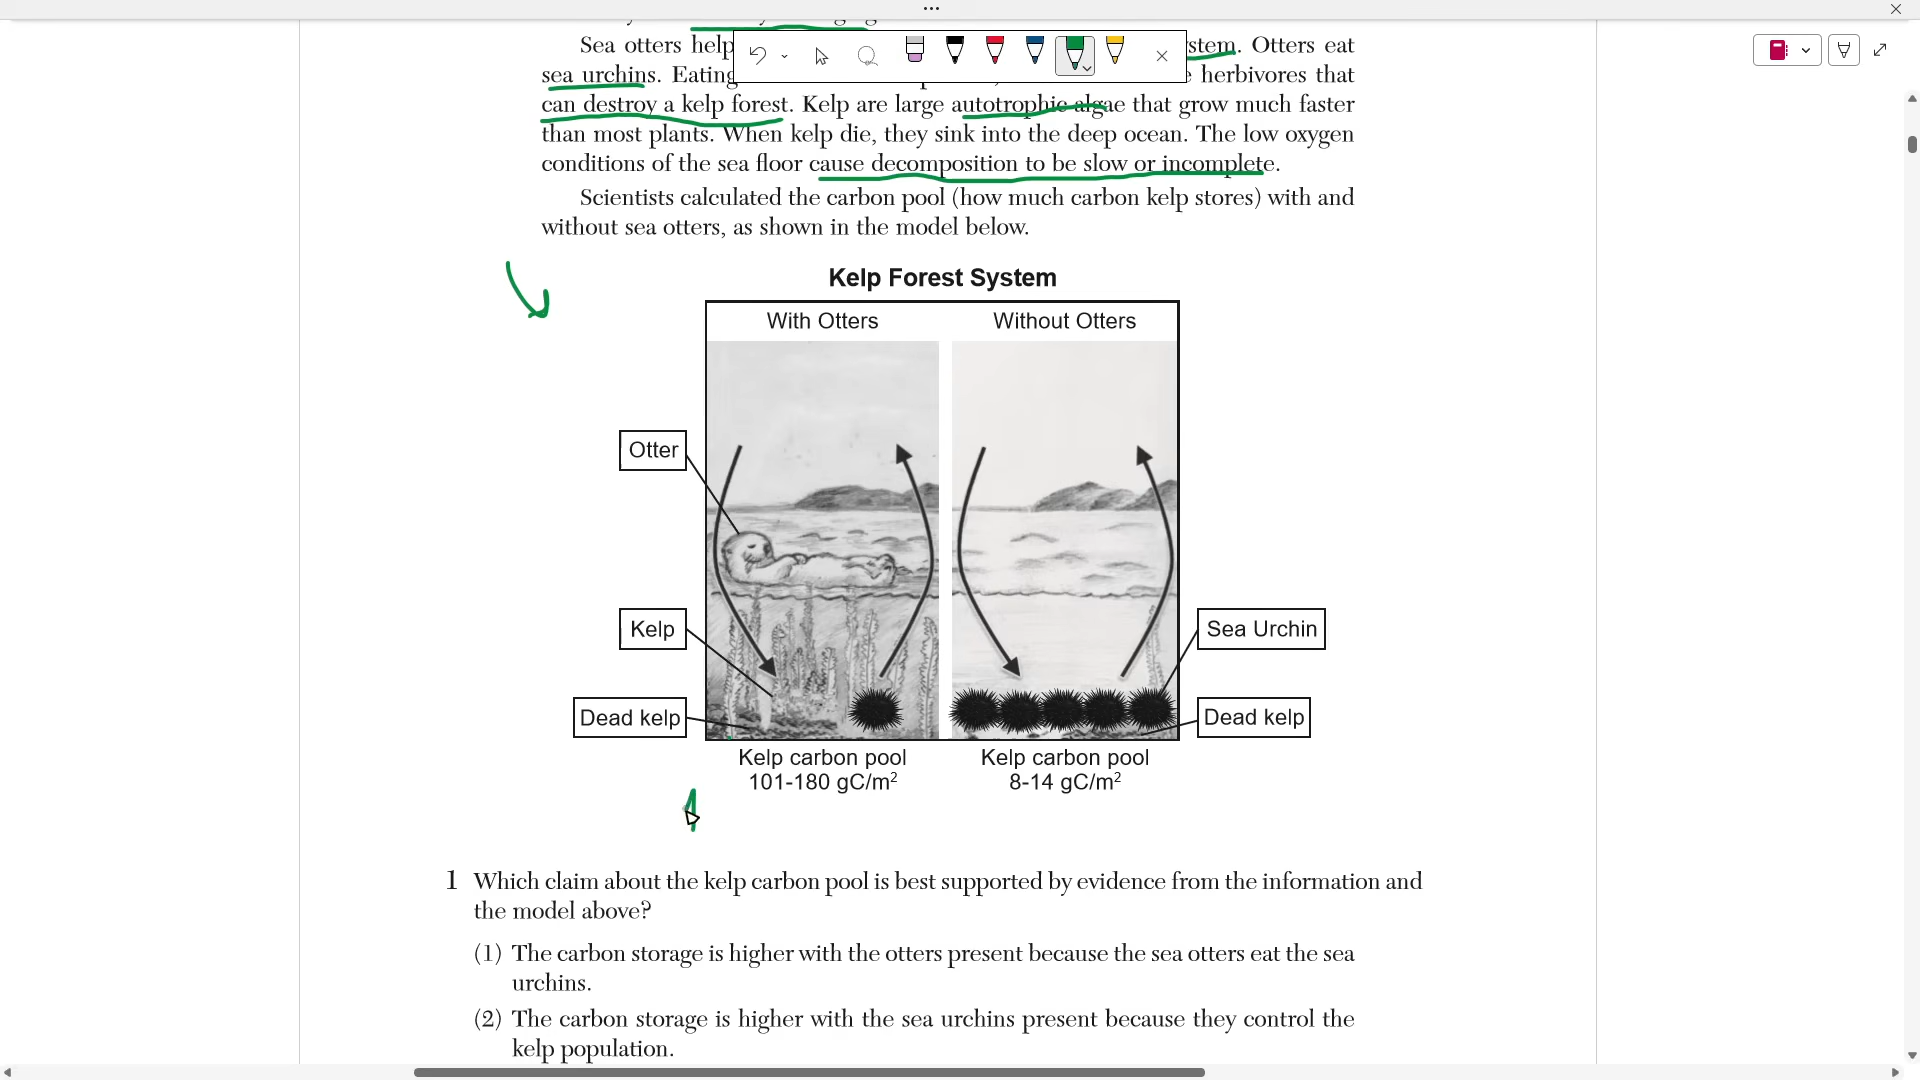 Sea otters help
stem. Otters eat
sea urchins. Eating
herbivores that
can destroy a kelp forest. Kelp are large autotrophic algae that grow much faster
than most plants. When kelp die, they sink into the deep ocean. The low oxygen
conditions of the sea floor cause decomposition to be slow or incomplete.
Scientists calculated the carbon pool (how much carbon kelp stores) with and
without sea otters, as shown in the model below.
Kelp Forest System
With Otters
Without Otters
Otter
Kelp
Sea Urchin
Dead kelp
Dead kelp
Kelp carbon pool
101-180 gC/m²
Kelp carbon pool
8-14 gC/m²
1 Which claim about the kelp carbon pool is best supported by evidence from the information and
the model above?
(1) The carbon storage is higher with the otters present because the sea otters eat the sea
urchins.
(2) The carbon storage is higher with the sea urchins present because they control the
kelp population.